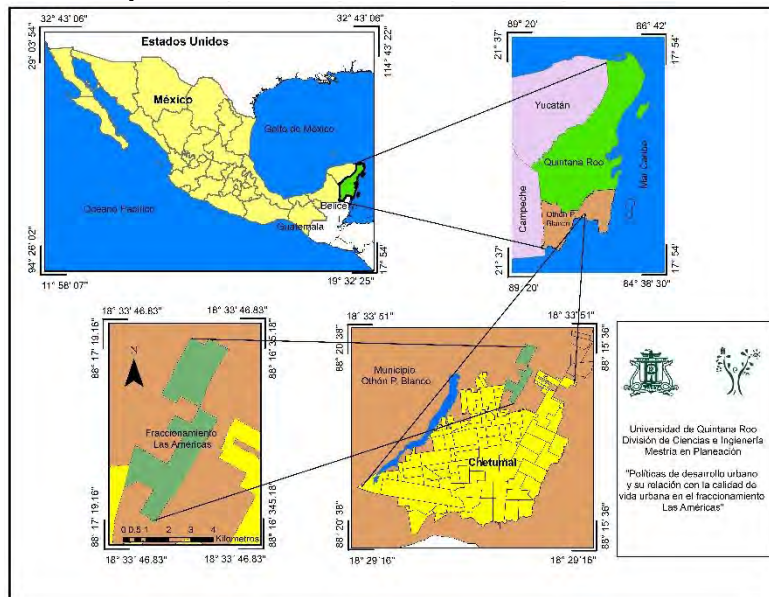 32° 43' 06"
32° 43' 06"
29° 03' 54"
114° 43' 22"
Estados Unidos
México
Golfo de México
Océano Pacífico
Belice
Guatemala
94° 26' 02"
17° 54'
11° 58' 07"
19° 32' 25"
89° 20'
86° 42'
21° 37'
17° 54'
Yucatán
Quintana Roo
Mar Caribe
Campeche
Othón P.
Blanco
21° 37'
17° 54'
89° 20'
84° 38' 30"
18° 33' 46.83"
18° 33' 46.83"
88° 17' 19.16"
88° 16' 35.18"
N
Fraccionamiento
Las Américas
88° 17' 19.16"
88° 16' 345.18"
0 0.5 1 2 3 4
Kilometros
18° 33' 46.83"
18° 33' 46.83"
18° 33' 51"
18° 33' 51"
88° 20' 38"
88° 15' 36"
Municipio
Othón P. Blanco
Chetumal
88° 20' 38"
88° 15' 36"
18° 29' 16"
18° 29' 16"
Universidad de Quintana Roo
División de Ciencias e Ingienería
Mestría en Planeación
"Políticas de desarrollo urbano
y su relación con la calidad de
vida urbana en el fraccionamiento
Las Américas"